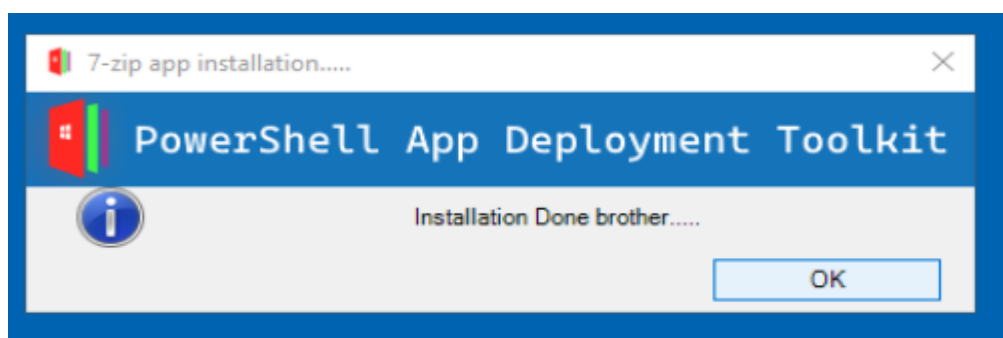 7-zip app installation.....
PowerShell App Deployment Toolkit
Installation Done brother.....
OK